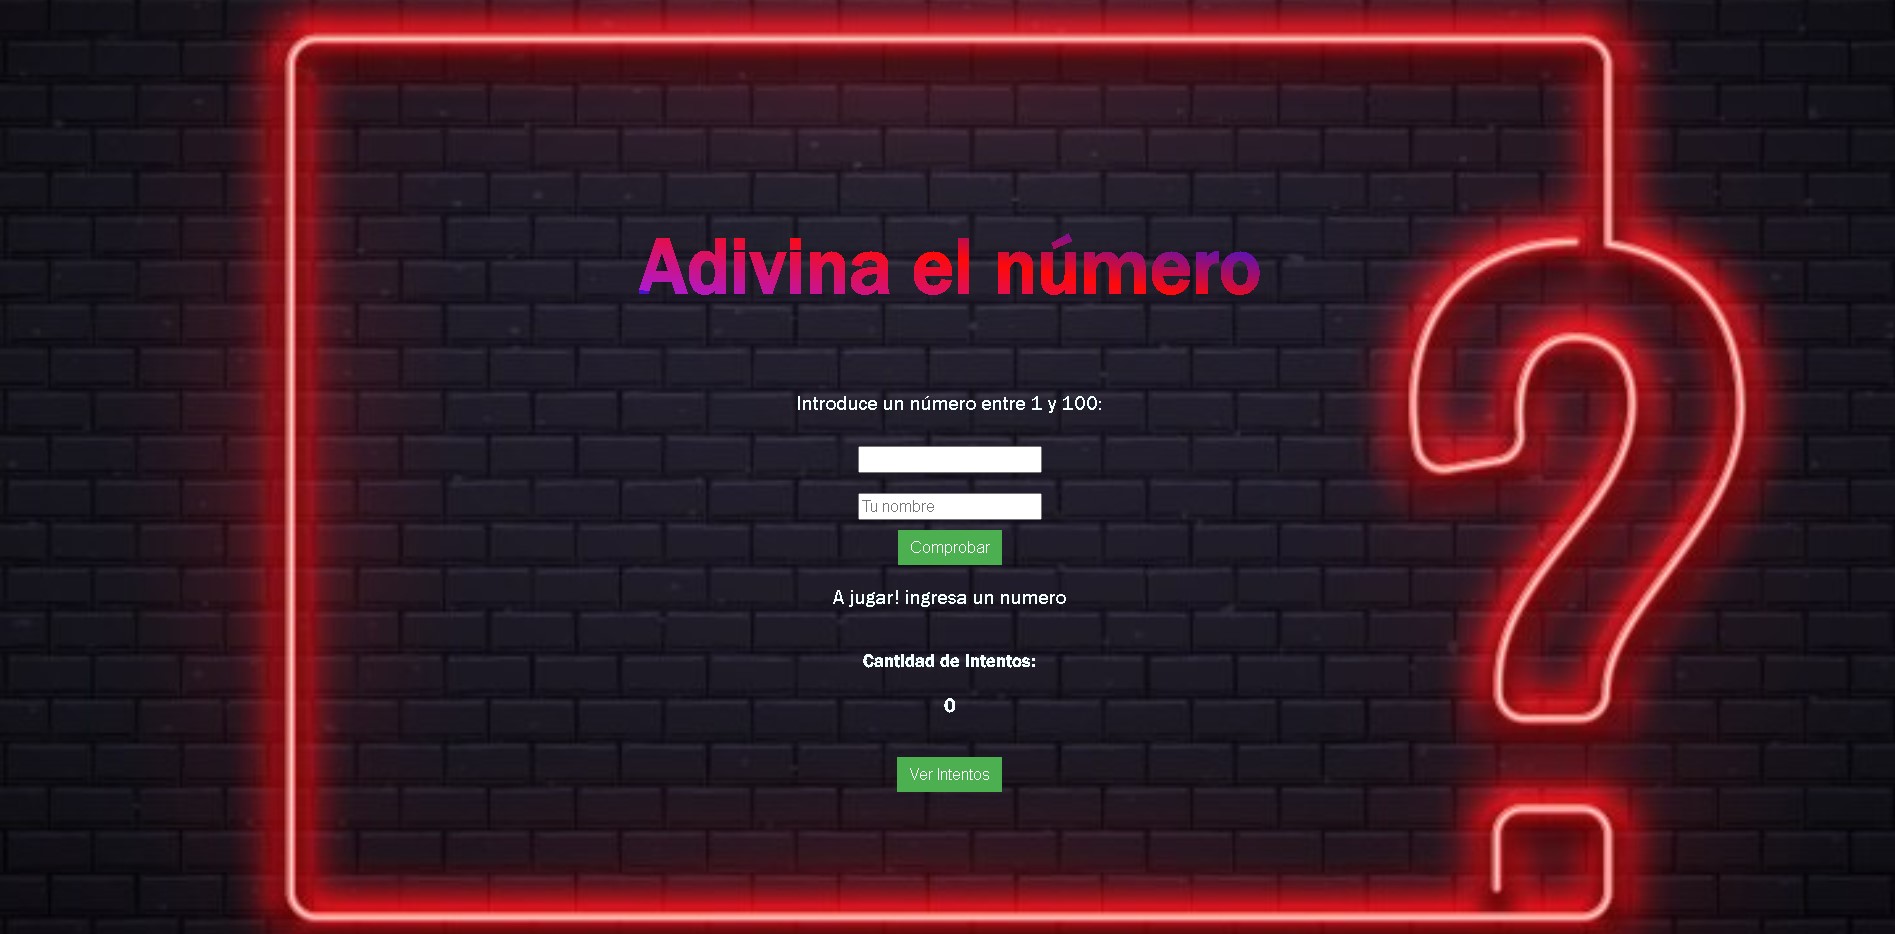 Adivina el número
Introduce un número entre 1 y 100:
Tu nombre
Comprobar
A jugar! ingresa un numero
Cantidad de Intentos:
0
Ver Intentos